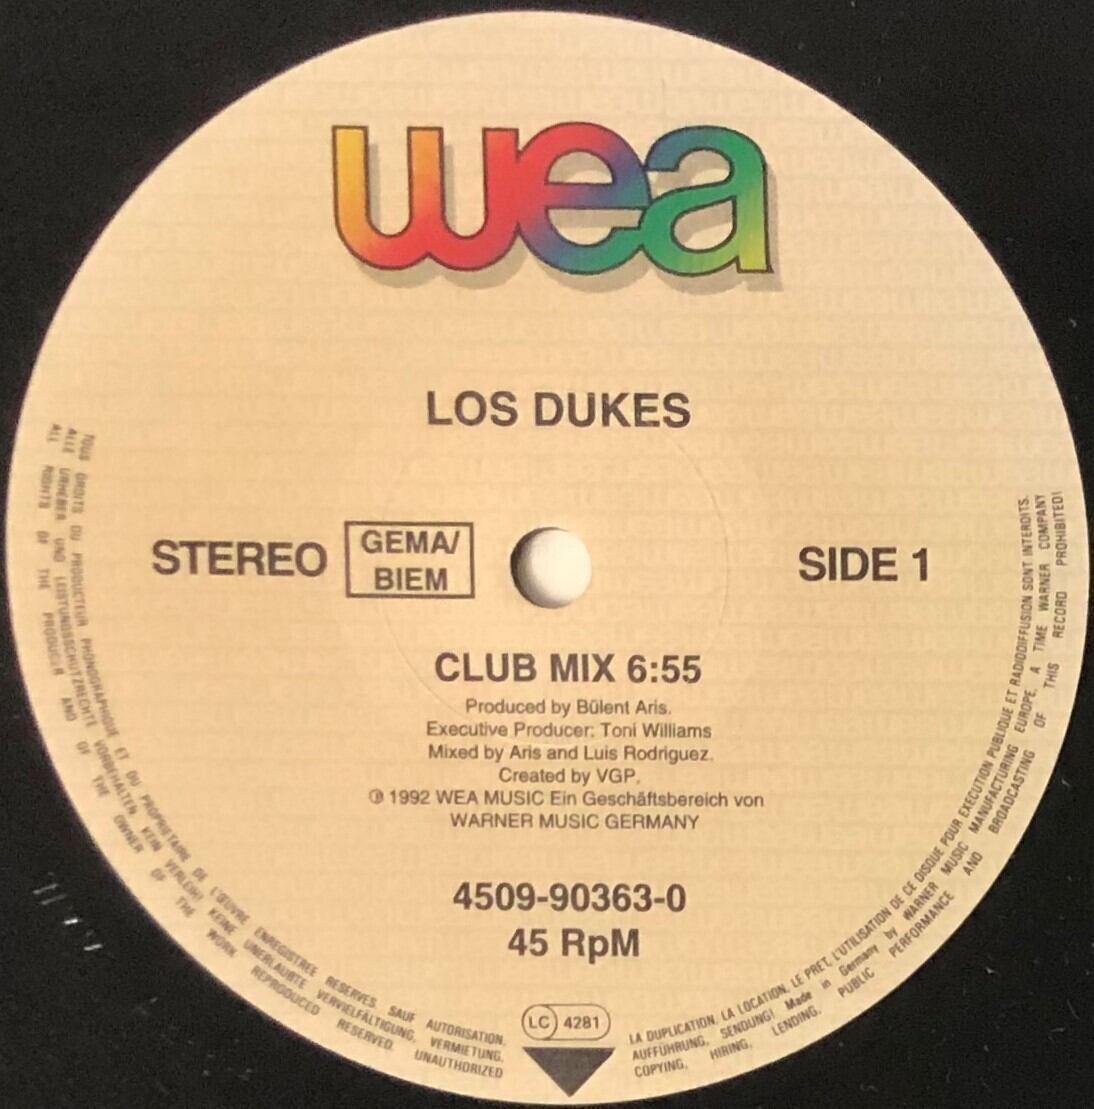 wea
LOS DUKES
STEREO
GEMA/
BIEM
SIDE 1
CLUB MIX 6:55
Produced by Bülent Aris.
Executive Producer: Toni Williams
Mixed by Aris and Luis Rodriguez.
Created by VGP.
℗ 1992 WEA MUSIC Ein Geschäftsbereich von
WARNER MUSIC GERMANY
4509-90363-0
45 RpM
LC 4281
TOUS DROITS DU PRODUCTEUR PHONOGRAPHIQUE ET DU PROPRIETAIRE DE L'ŒUVRE ENREGISTREE RESERVES. SAUF AUTORISATION,
LA DUPLICATION, LA LOCATION, LE PRET, L'UTILISATION DE CE DISQUE POUR EXECUTION PUBLIQUE ET RADIODIFFUSION SONT INTERDITS.
ALLE URHEBER UND LEISTUNGSSCHUTZRECHTE VORBEHALTEN KEIN VERLEIH! KEINE UNERLAUBTE VERVIELFÄLTIGUNG, VERMIETUNG,
AUFFÜHRUNG, SENDUNG! Made in Germany by WARNER MUSIC MANUFACTURING EUROPE, A TIME WARNER COMPANY
ALL RIGHTS OF THE PRODUCER AND OF THE OWNER OF THE WORK REPRODUCED RESERVED. UNAUTHORIZED
COPYING, HIRING, LENDING, PUBLIC PERFORMANCE AND BROADCASTING OF THIS RECORD PROHIBITED!